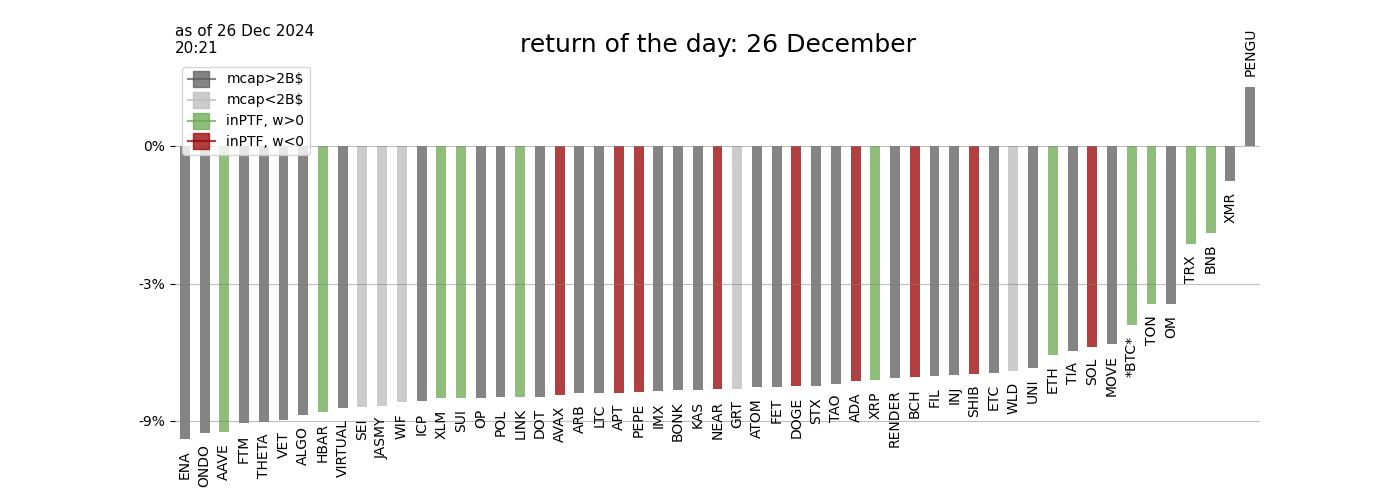 as of 26 Dec 2024
20:21
return of the day: 26 December
mcap>2B$
mcap<2B$
inPTF, w>0
inPTF, w<0
0%
-3%
-9%
ENA
ONDO
AAVE
FTM
THETA
VET
ALGO
HBAR
VIRTUAL
SEI
JASMY
WIF
ICP
XLM
SUI
OP
POL
LINK
DOT
AVAX
ARB
LTC
APT
PEPE
IMX
BONK
KAS
NEAR
GRT
ATOM
FET
DOGE
STX
TAO
ADA
XRP
RENDER
BCH
FIL
INJ
SHIB
ETC
WLD
UNI
ETH
TIA
SOL
MOVE
*BTC*
TON
OM
TRX
BNB
XMR
PENGU